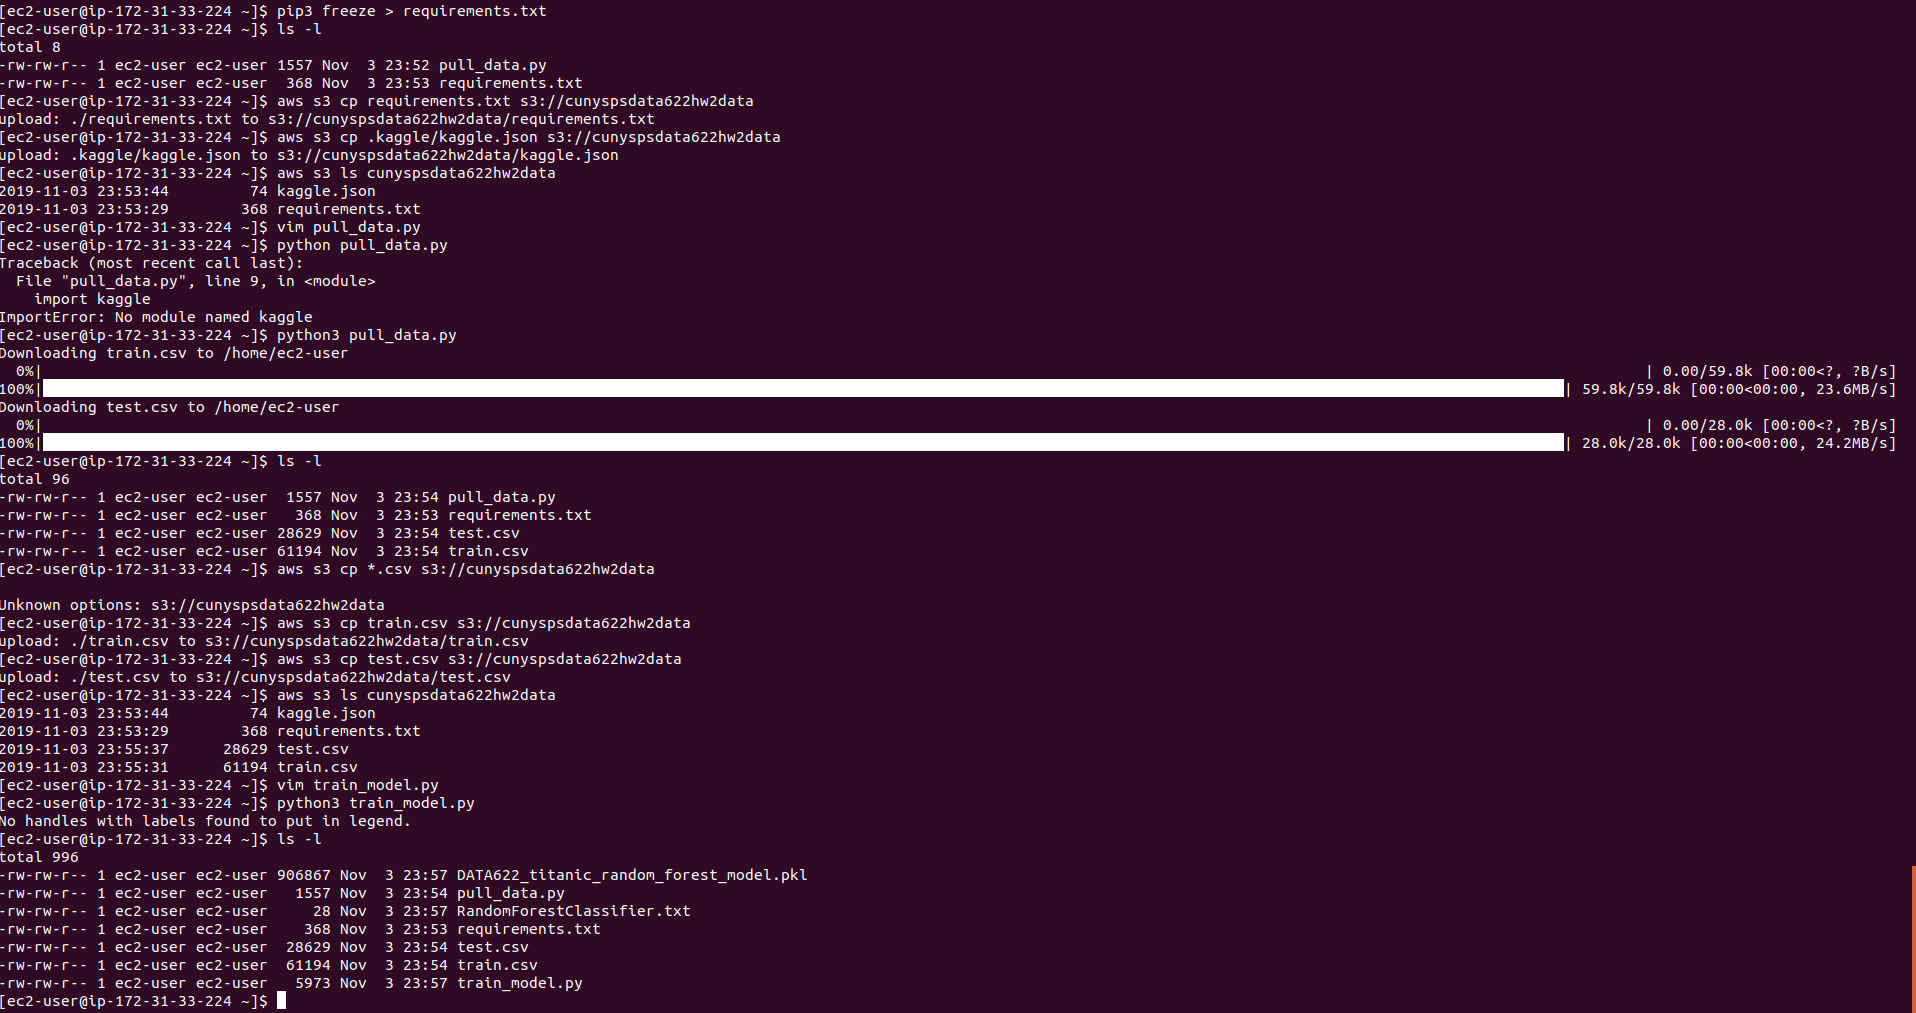 [ec2-user@ip-172-31-33-224 ~]$ pip3 freeze > requirements.txt
[ec2-user@ip-172-31-33-224 ~]$ ls -l
total 8
-rw-rw-r-- 1 ec2-user ec2-user 1557 Nov  3 23:52 pull_data.py
-rw-rw-r-- 1 ec2-user ec2-user  368 Nov  3 23:53 requirements.txt
[ec2-user@ip-172-31-33-224 ~]$ aws s3 cp requirements.txt s3://cunyspsdata622hw2data
upload: ./requirements.txt to s3://cunyspsdata622hw2data/requirements.txt
[ec2-user@ip-172-31-33-224 ~]$ aws s3 cp .kaggle/kaggle.json s3://cunyspsdata622hw2data
upload: .kaggle/kaggle.json to s3://cunyspsdata622hw2data/kaggle.json
[ec2-user@ip-172-31-33-224 ~]$ aws s3 ls cunyspsdata622hw2data
2019-11-03 23:53:44         74 kaggle.json
2019-11-03 23:53:29        368 requirements.txt
[ec2-user@ip-172-31-33-224 ~]$ vim pull_data.py
[ec2-user@ip-172-31-33-224 ~]$ python pull_data.py
Traceback (most recent call last):
  File "pull_data.py", line 9, in <module>
    import kaggle
ImportError: No module named kaggle
[ec2-user@ip-172-31-33-224 ~]$ python3 pull_data.py
Downloading train.csv to /home/ec2-user
  0%| | 0.00/59.8k [00:00<?, ?B/s]
100%| | 59.8k/59.8k [00:00<00:00, 23.6MB/s]
Downloading test.csv to /home/ec2-user
  0%| | 0.00/28.0k [00:00<?, ?B/s]
100%| | 28.0k/28.0k [00:00<00:00, 24.2MB/s]
[ec2-user@ip-172-31-33-224 ~]$ ls -l
total 96
-rw-rw-r-- 1 ec2-user ec2-user  1557 Nov  3 23:54 pull_data.py
-rw-rw-r-- 1 ec2-user ec2-user   368 Nov  3 23:53 requirements.txt
-rw-rw-r-- 1 ec2-user ec2-user 28629 Nov  3 23:54 test.csv
-rw-rw-r-- 1 ec2-user ec2-user 61194 Nov  3 23:54 train.csv
[ec2-user@ip-172-31-33-224 ~]$ aws s3 cp *.csv s3://cunyspsdata622hw2data
Unknown options: s3://cunyspsdata622hw2data
[ec2-user@ip-172-31-33-224 ~]$ aws s3 cp train.csv s3://cunyspsdata622hw2data
upload: ./train.csv to s3://cunyspsdata622hw2data/train.csv
[ec2-user@ip-172-31-33-224 ~]$ aws s3 cp test.csv s3://cunyspsdata622hw2data
upload: ./test.csv to s3://cunyspsdata622hw2data/test.csv
[ec2-user@ip-172-31-33-224 ~]$ aws s3 ls cunyspsdata622hw2data
2019-11-03 23:53:44         74 kaggle.json
2019-11-03 23:53:29        368 requirements.txt
2019-11-03 23:55:37      28629 test.csv
2019-11-03 23:55:31      61194 train.csv
[ec2-user@ip-172-31-33-224 ~]$ vim train_model.py
[ec2-user@ip-172-31-33-224 ~]$ python3 train_model.py
No handles with labels found to put in legend.
[ec2-user@ip-172-31-33-224 ~]$ ls -l
total 996
-rw-rw-r-- 1 ec2-user ec2-user 906867 Nov  3 23:57 DATA622_titanic_random_forest_model.pkl
-rw-rw-r-- 1 ec2-user ec2-user   1557 Nov  3 23:54 pull_data.py
-rw-rw-r-- 1 ec2-user ec2-user     28 Nov  3 23:57 RandomForestClassifier.txt
-rw-rw-r-- 1 ec2-user ec2-user    368 Nov  3 23:53 requirements.txt
-rw-rw-r-- 1 ec2-user ec2-user  28629 Nov  3 23:54 test.csv
-rw-rw-r-- 1 ec2-user ec2-user  61194 Nov  3 23:54 train.csv
-rw-rw-r-- 1 ec2-user ec2-user   5973 Nov  3 23:57 train_model.py
[ec2-user@ip-172-31-33-224 ~]$